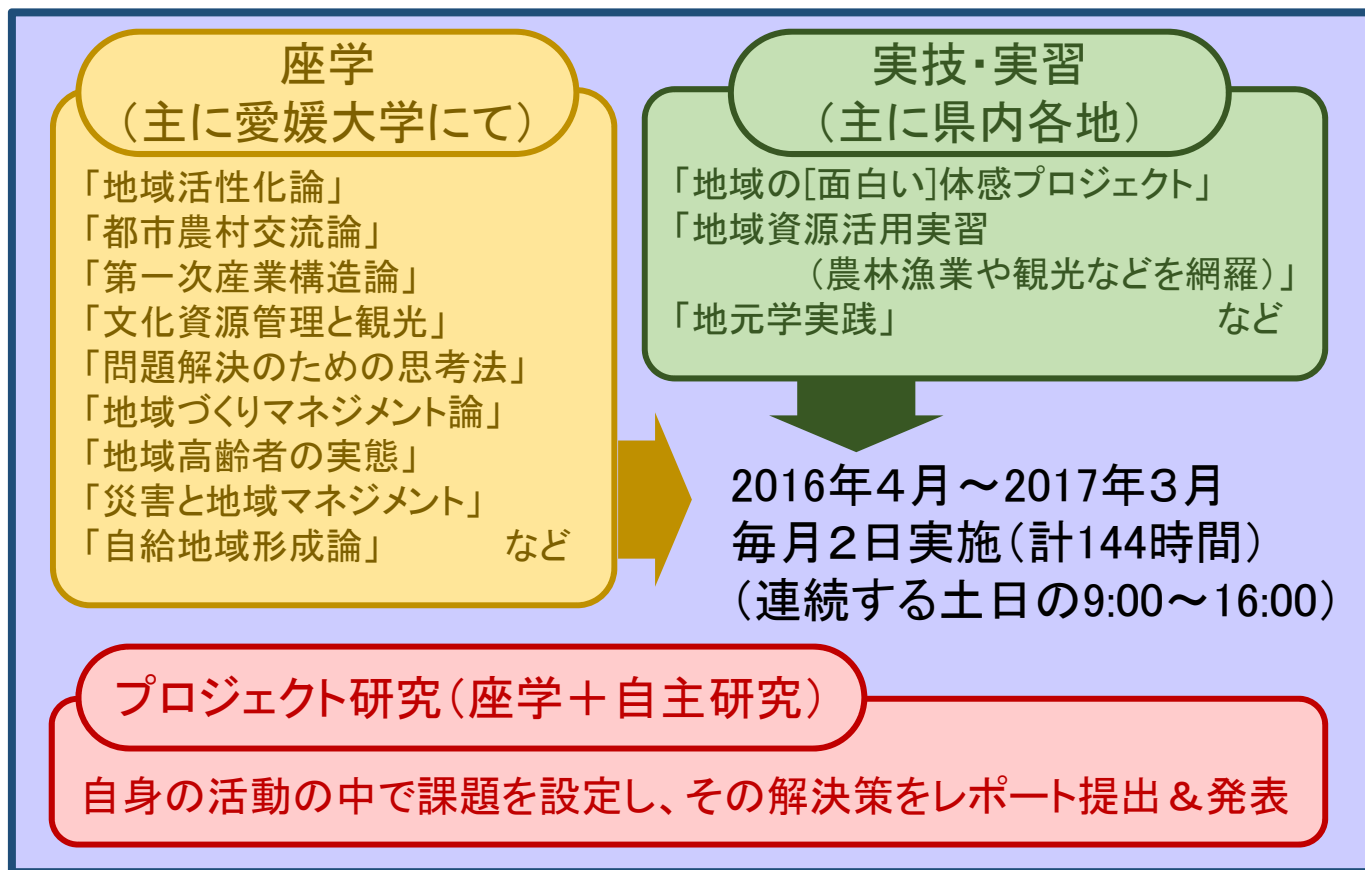 座学
（主に愛媛大学にて）
「地域活性化論」
「都市農村交流論」
「第一次産業構造論」
「文化資源管理と観光」
「問題解決のための思考法」
「地域づくりマネジメント論」
「地域高齢者の実態」
「災害と地域マネジメント」
「自給地域形成論」　　　など
実技・実習
（主に県内各地）
「地域の[面白い]体感プロジェクト」
「地域資源活用実習
（農林漁業や観光などを網羅）」
「地元学実践」　　　など
2016年４月～2017年３月
毎月２日実施（計144時間）
（連続する土日の9:00～16:00）
プロジェクト研究（座学＋自主研究）
自身の活動の中で課題を設定し、その解決策をレポート提出＆発表